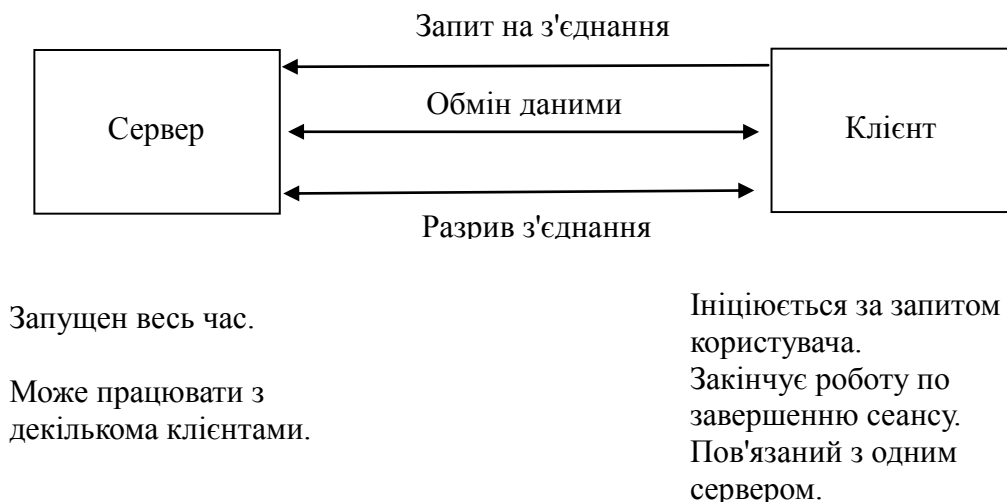 Запит на з'єднання
Сервер
Обмін даними
Клієнт
Разрив з'єднання
Запущен весь час.
Може працювати з
декількома клієнтами.
Ініціюється за запитом
користувача.
Закінчує роботу по
завершенню сеансу.
Пов'язаний з одним
сервером.